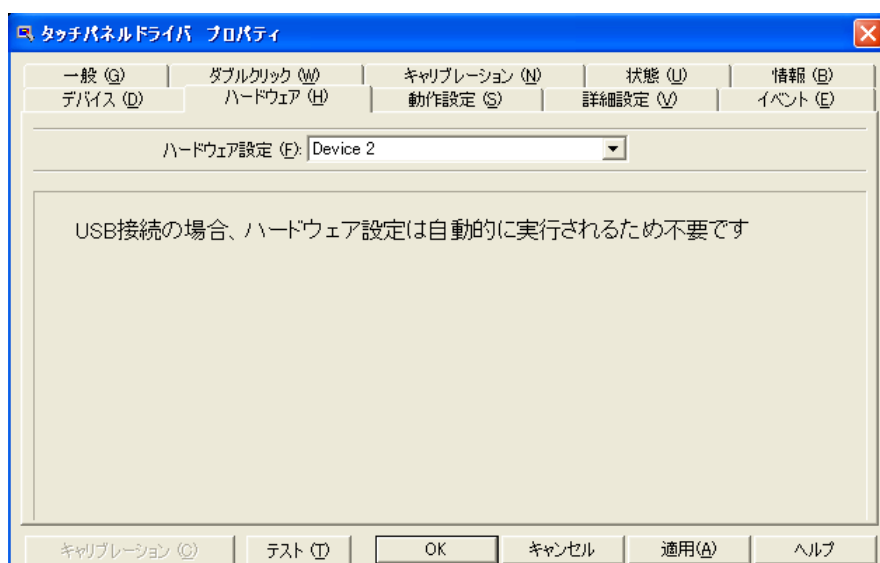 タッチパネルドライバ プロパティ
一般 (G) ダブルクリック (W) キャリブレーション (N) 状態 (U) 情報 (B)
デバイス (D) ハードウェア (H) 動作設定 (S) 詳細設定 (V) イベント (E)
ハードウェア設定 (F): Device 2
USB接続の場合、ハードウェア設定は自動的に実行されるため不要です
キャリブレーション (C) テスト (T) OK キャンセル 適用(A) ヘルプ